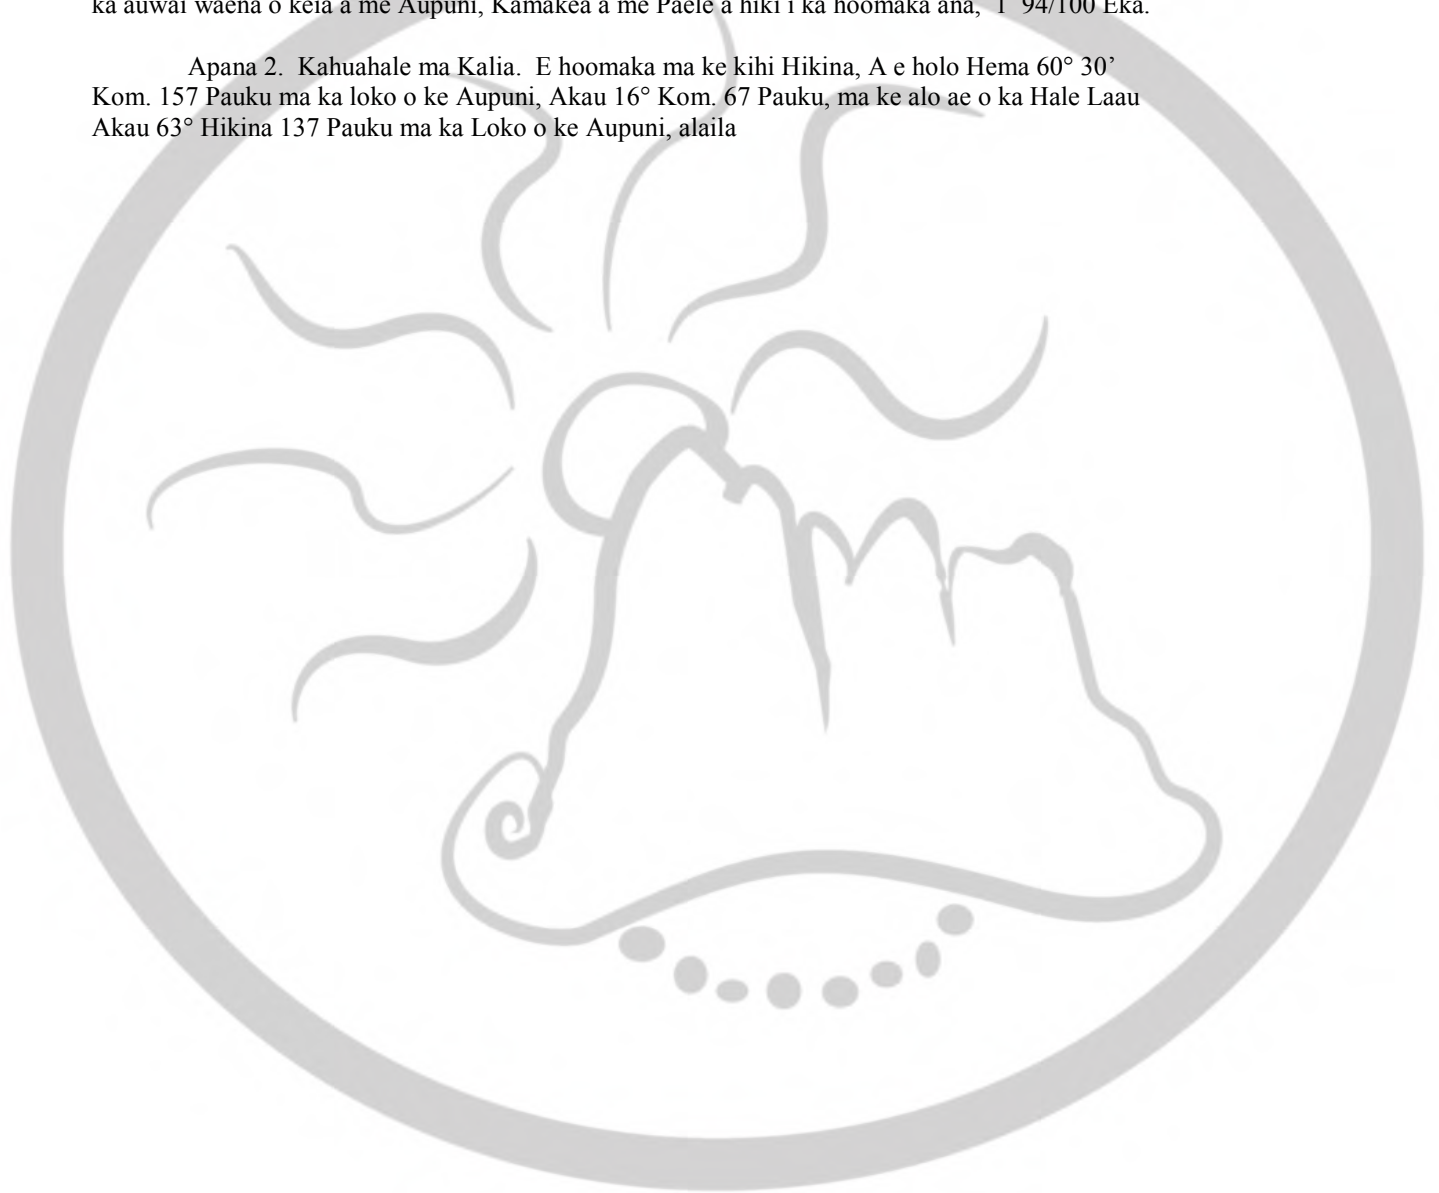 ka auwai waena o keia a me Aupuni, Kamakea a me Paele a hiki i ka hoomaka ana, 1 94/100 Eka.
Apana 2. Kahuahale ma Kalia. E hoomaka ma ke kihi Hikina, A e holo Hema 60° 30’
Kom. 157 Pauku ma ka loko o ke Aupuni, Akau 16° Kom. 67 Pauku, ma ke alo ae o ka Hale Laau
Akau 63° Hikina 137 Pauku ma ka Loko o ke Aupuni, alaila